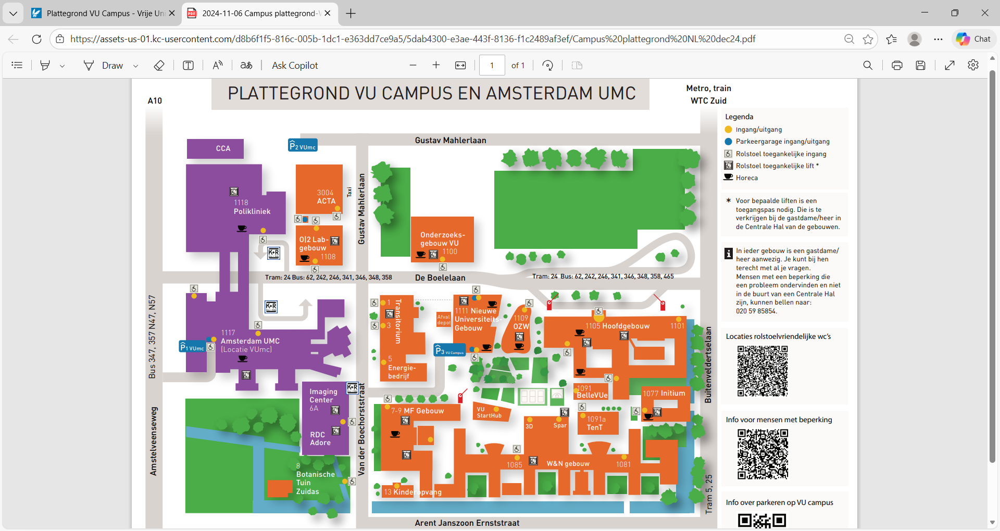 Plattegrond VU Campus - Vrije Uni
2024-11-06 Campus plattegrond-V
https://assets-us-01.kc-usercontent.com/d8b6f1f5-816c-005b-1dc1-e363dd7ce9a5/5dab4300-e3ae-443f-8136-f1c2489af3ef/Campus%20plattegrond%20NL%20dec24.pdf
Chat
Draw
Ask Copilot
1
of 1
PLATTEGROND VU CAMPUS EN AMSTERDAM UMC
A10
Metro, train
WTC Zuid
Legenda
Ingang/uitgang
Parkeergarage ingang/uitgang
Rolstoel toegankelijke ingang
Rolstoel toegankelijke lift *
Horeca
* Voor bepaalde liften is een
toegangspas nodig. Die is te
verkrijgen bij de gastdame/heer in
de Centrale Hal van de gebouwen.
In ieder gebouw is een gastdame/
heer aanwezig. Je kunt bij hen
terecht met al je vragen.
Mensen met een beperking die
een probleem ondervinden en niet
in de buurt van een Centrale Hal
zijn, kunnen bellen naar:
020 59 85854.
Locaties rolstoelvriendelijke wc's
Info voor mensen met beperking
Info over parkeren op VU campus
Gustav Mahlerlaan
CCA
P2 VUmc
3004
ACTA
Taxi
Gustav Mahlerlaan
1118
Polikliniek
O|2 Lab-
gebouw
1108
K+R
Onderzoeks-
gebouw VU
1100
Tram: 24 Bus: 62, 242, 246, 341, 346, 348, 358
De Boelelaan
Tram: 24 Bus: 62, 242, 246, 341, 346, 348, 358, 465
Bus 347, 357 N47, N57
K+R
1
Transitorium
3
5
Energie-
bedrijf
Afval
depot
1111 Nieuwe
Universiteits-
Gebouw
1109
OZW
1105 Hoofdgebouw
1101
1117
Amsterdam UMC
(Locatie VUmc)
P1 VUmc
P3 VU Campus
Buitenveldertselaan
Imaging
Center
6A
K+R
RDC
Adore
Van der Boechorststraat
1091
BelleVUe
1077 Initium
7-9 MF Gebouw
VU
StartHub
3D
Spar
1091a
TenT
Amstelveenseweg
8
Botanische
Tuin
Zuidas
1085
W&N gebouw
1081
13 Kinderopvang
Tram 5, 25
Arent Janszoon Ernststraat